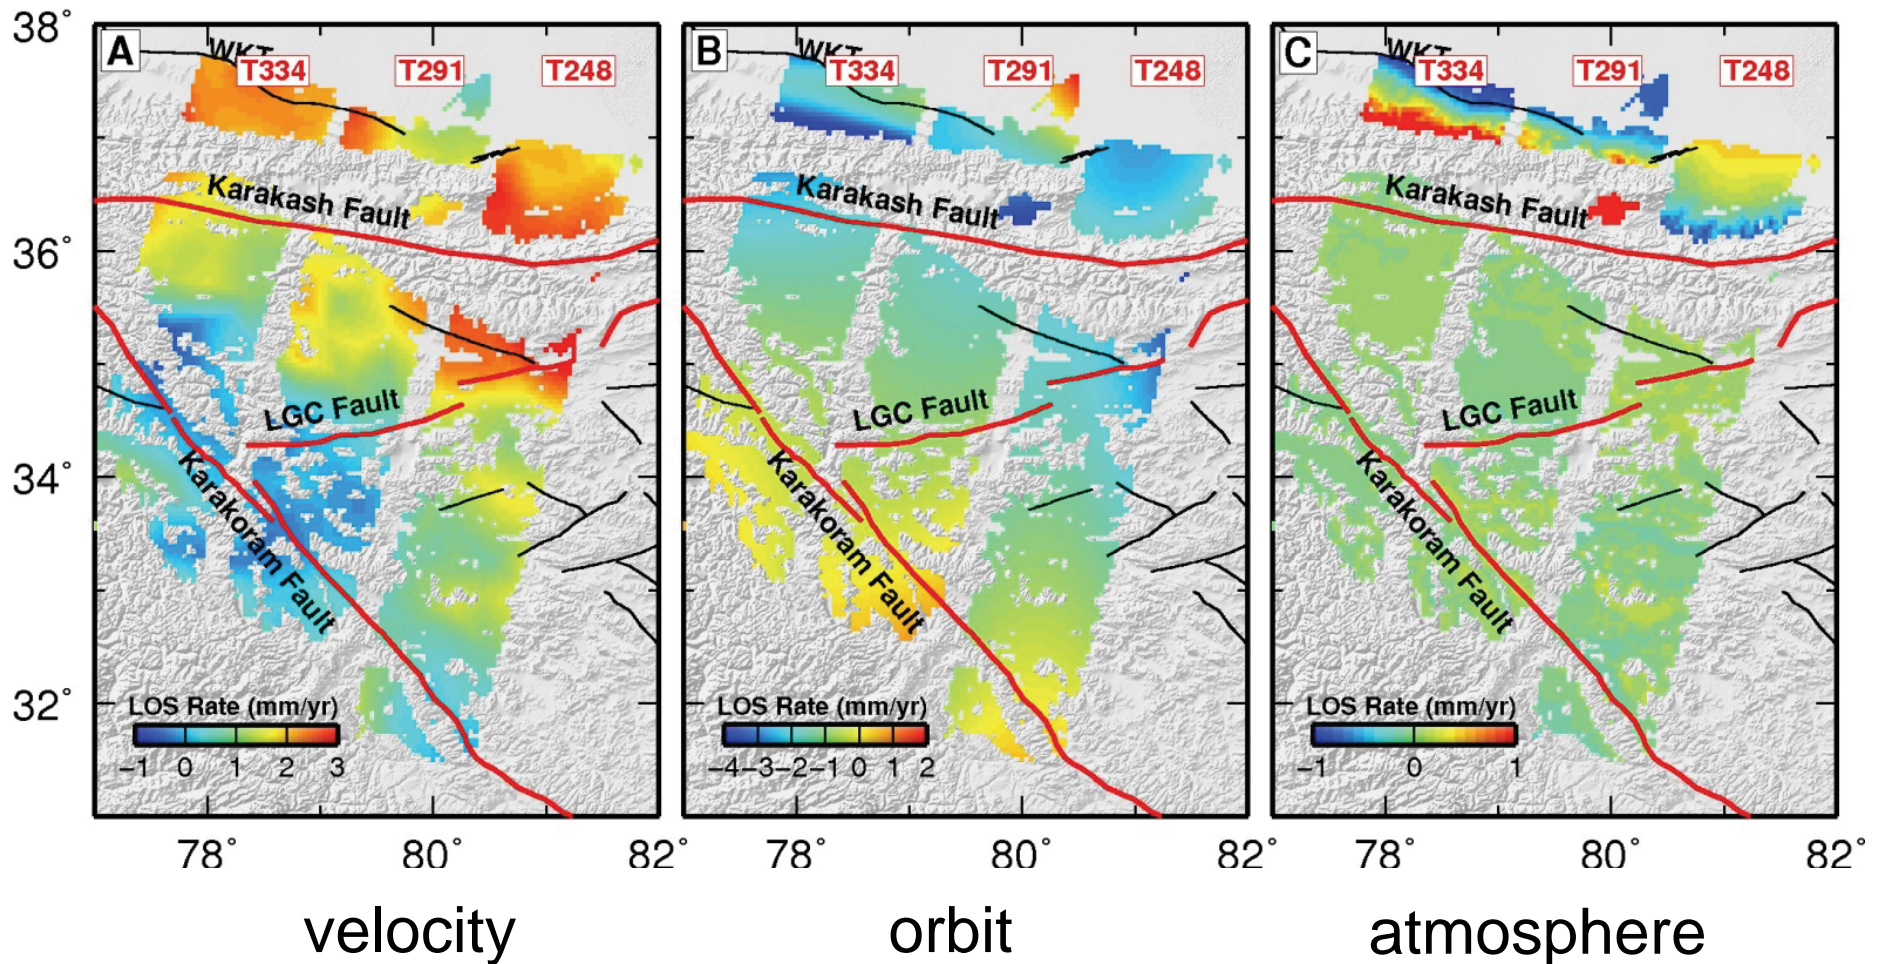 38°
36°
34°
32°
A
WKT
T334
T291
T248
Karakash Fault
LGC Fault
Karakoram Fault
LOS Rate (mm/yr)
−1 0 1 2 3
78° 80° 82°
velocity
B
WKT
T334
T291
T248
Karakash Fault
LGC Fault
Karakoram Fault
LOS Rate (mm/yr)
−4−3−2−1 0 1 2
78° 80° 82°
orbit
C
WKT
T334
T291
T248
Karakash Fault
LGC Fault
Karakoram Fault
LOS Rate (mm/yr)
−1 0 1
78° 80° 82°
atmosphere